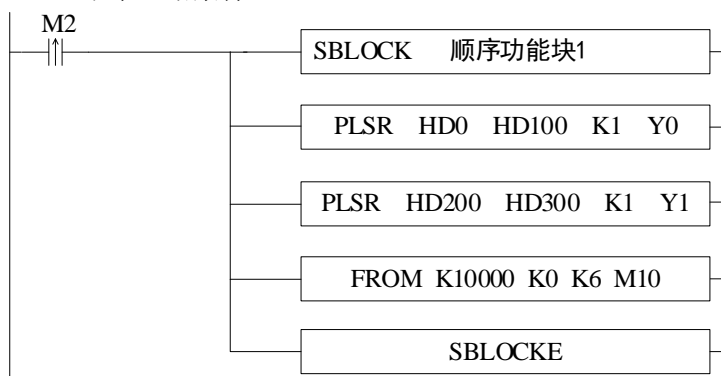 M2
SBLOCK 顺序功能块1
PLSR HD0 HD100 K1 Y0
PLSR HD200 HD300 K1 Y1
FROM K10000 K0 K6 M10
SBLOCKE